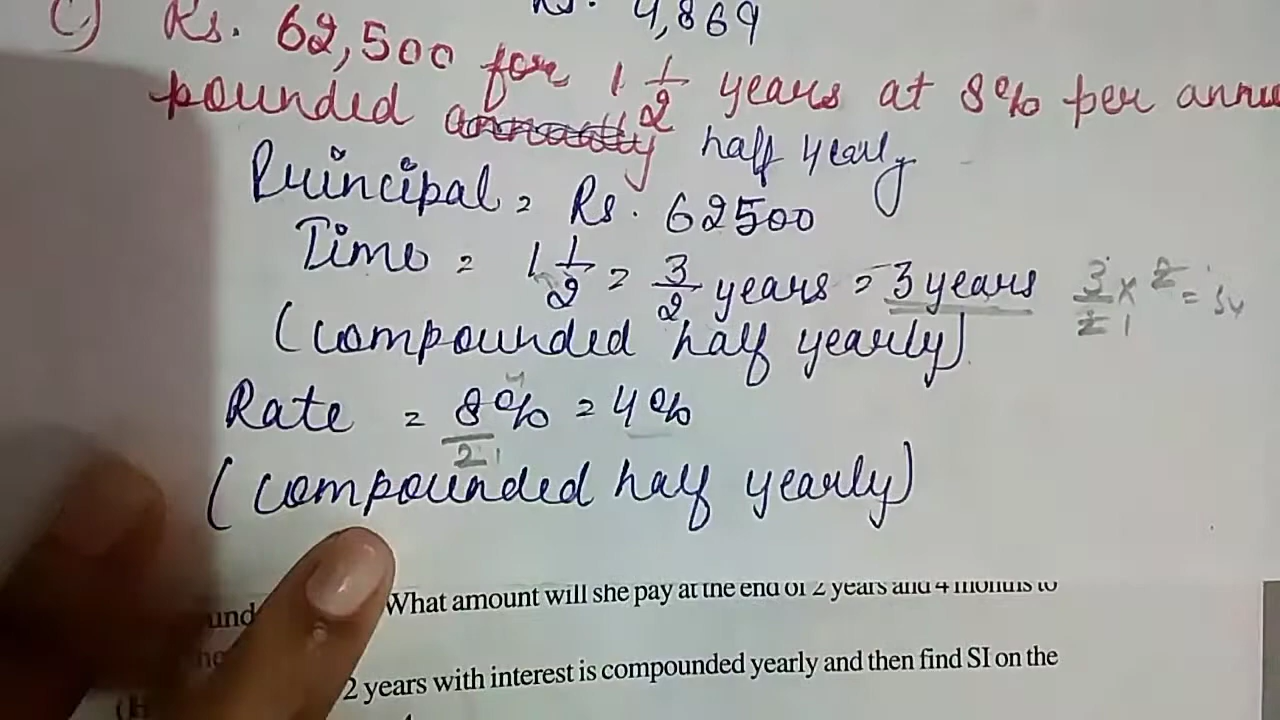 Rs. 4,869
c) Rs. 62,500 for 1 1/2 years at 8% per annu
pounded annually half yearly
Principal = Rs. 62500
Time = 1 1/2 = 3/2 years = 3 years 3/2 x 2 = 3y
(compounded half yearly)
Rate = 8%/2 = 4%
(compounded half yearly)
What amount will she pay at the end of 2 years and 4 months to
2 years with interest is compounded yearly and then find SI on the